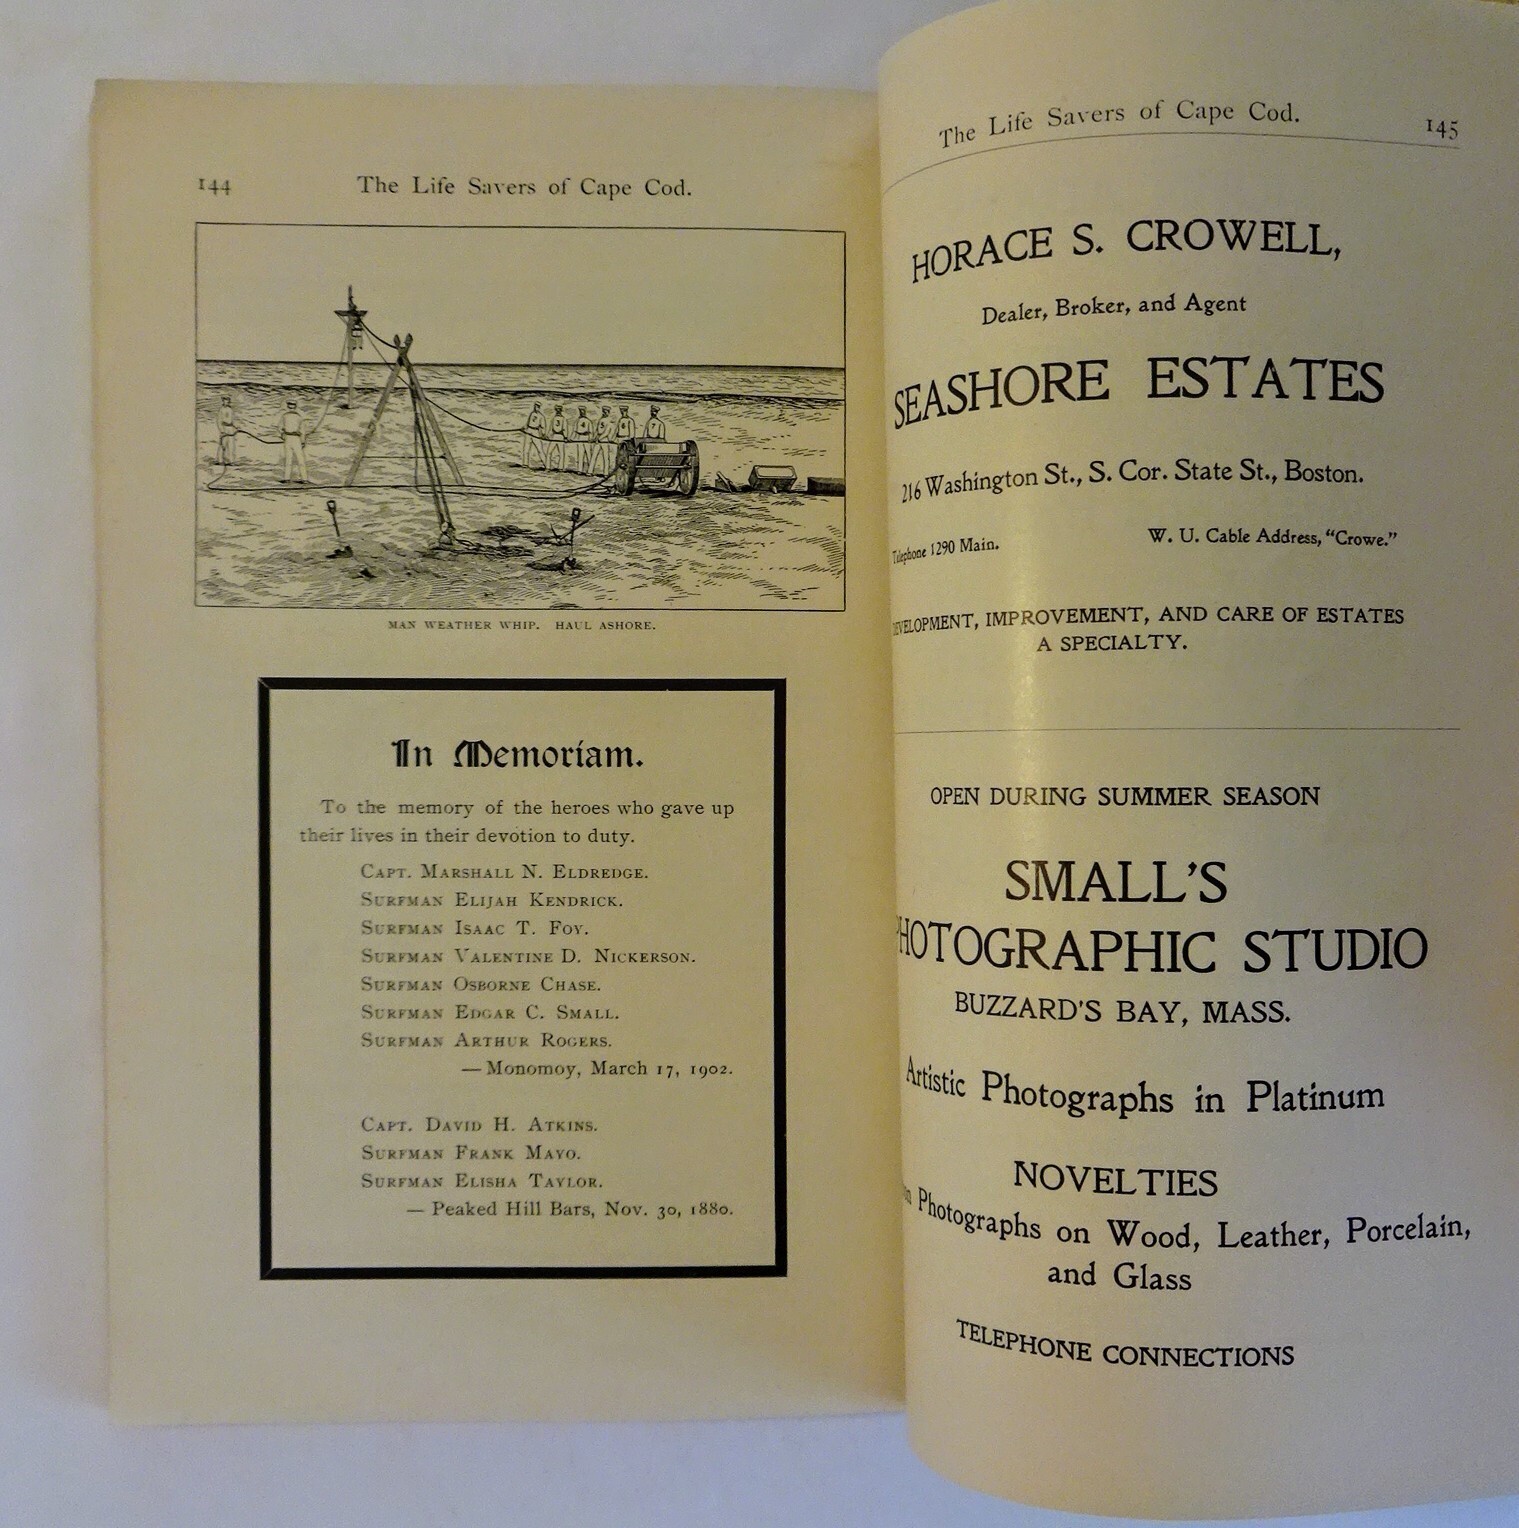 144
The Life Savers of Cape Cod.
MAN WEATHER WHIP. HAUL ASHORE.
In Memoriam.
To the memory of the heroes who gave up
their lives in their devotion to duty.
CAPT. MARSHALL N. ELDREDGE.
SURFMAN ELIJAH KENDRICK.
SURFMAN ISAAC T. FOY.
SURFMAN VALENTINE D. NICKERSON.
SURFMAN OSBORNE CHASE.
SURFMAN EDGAR C. SMALL.
SURFMAN ARTHUR ROGERS.
— Monomoy, March 17, 1902.
CAPT. DAVID H. ATKINS.
SURFMAN FRANK MAYO.
SURFMAN ELISHA TAYLOR.
— Peaked Hill Bars, Nov. 30, 1880.
The Life Savers of Cape Cod.
145
HORACE S. CROWELL,
Dealer, Broker, and Agent
SEASHORE ESTATES
216 Washington St., S. Cor. State St., Boston.
Telephone 1290 Main.
W. U. Cable Address, "Crowe."
EVELOPMENT, IMPROVEMENT, AND CARE OF ESTATES
A SPECIALTY.
OPEN DURING SUMMER SEASON
SMALL'S
HOTOGRAPHIC STUDIO
BUZZARD'S BAY, MASS.
Artistic Photographs in Platinum
NOVELTIES
in Photographs on Wood, Leather, Porcelain,
and Glass
TELEPHONE CONNECTIONS